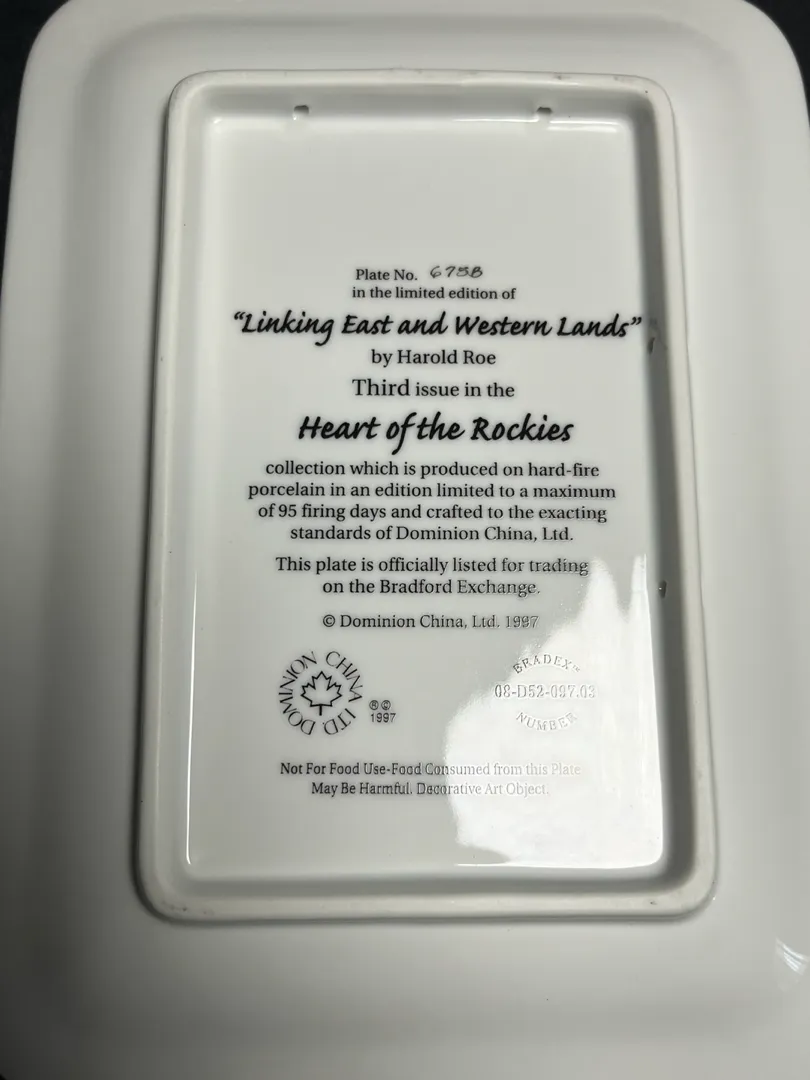 Plate No. 675B
in the limited edition of
“Linking East and Western Lands”
by Harold Roe
Third issue in the
Heart of the Rockies
collection which is produced on hard-fire
porcelain in an edition limited to a maximum
of 95 firing days and crafted to the exacting
standards of Dominion China, Ltd.
This plate is officially listed for trading
on the Bradford Exchange.
© Dominion China, Ltd. 1997
DOMINION CHINA LTD.
®©
1997
BRADEX™
08-D52-097.03
NUMBER
Not For Food Use-Food Consumed from this Plate
May Be Harmful. Decorative Art Object.